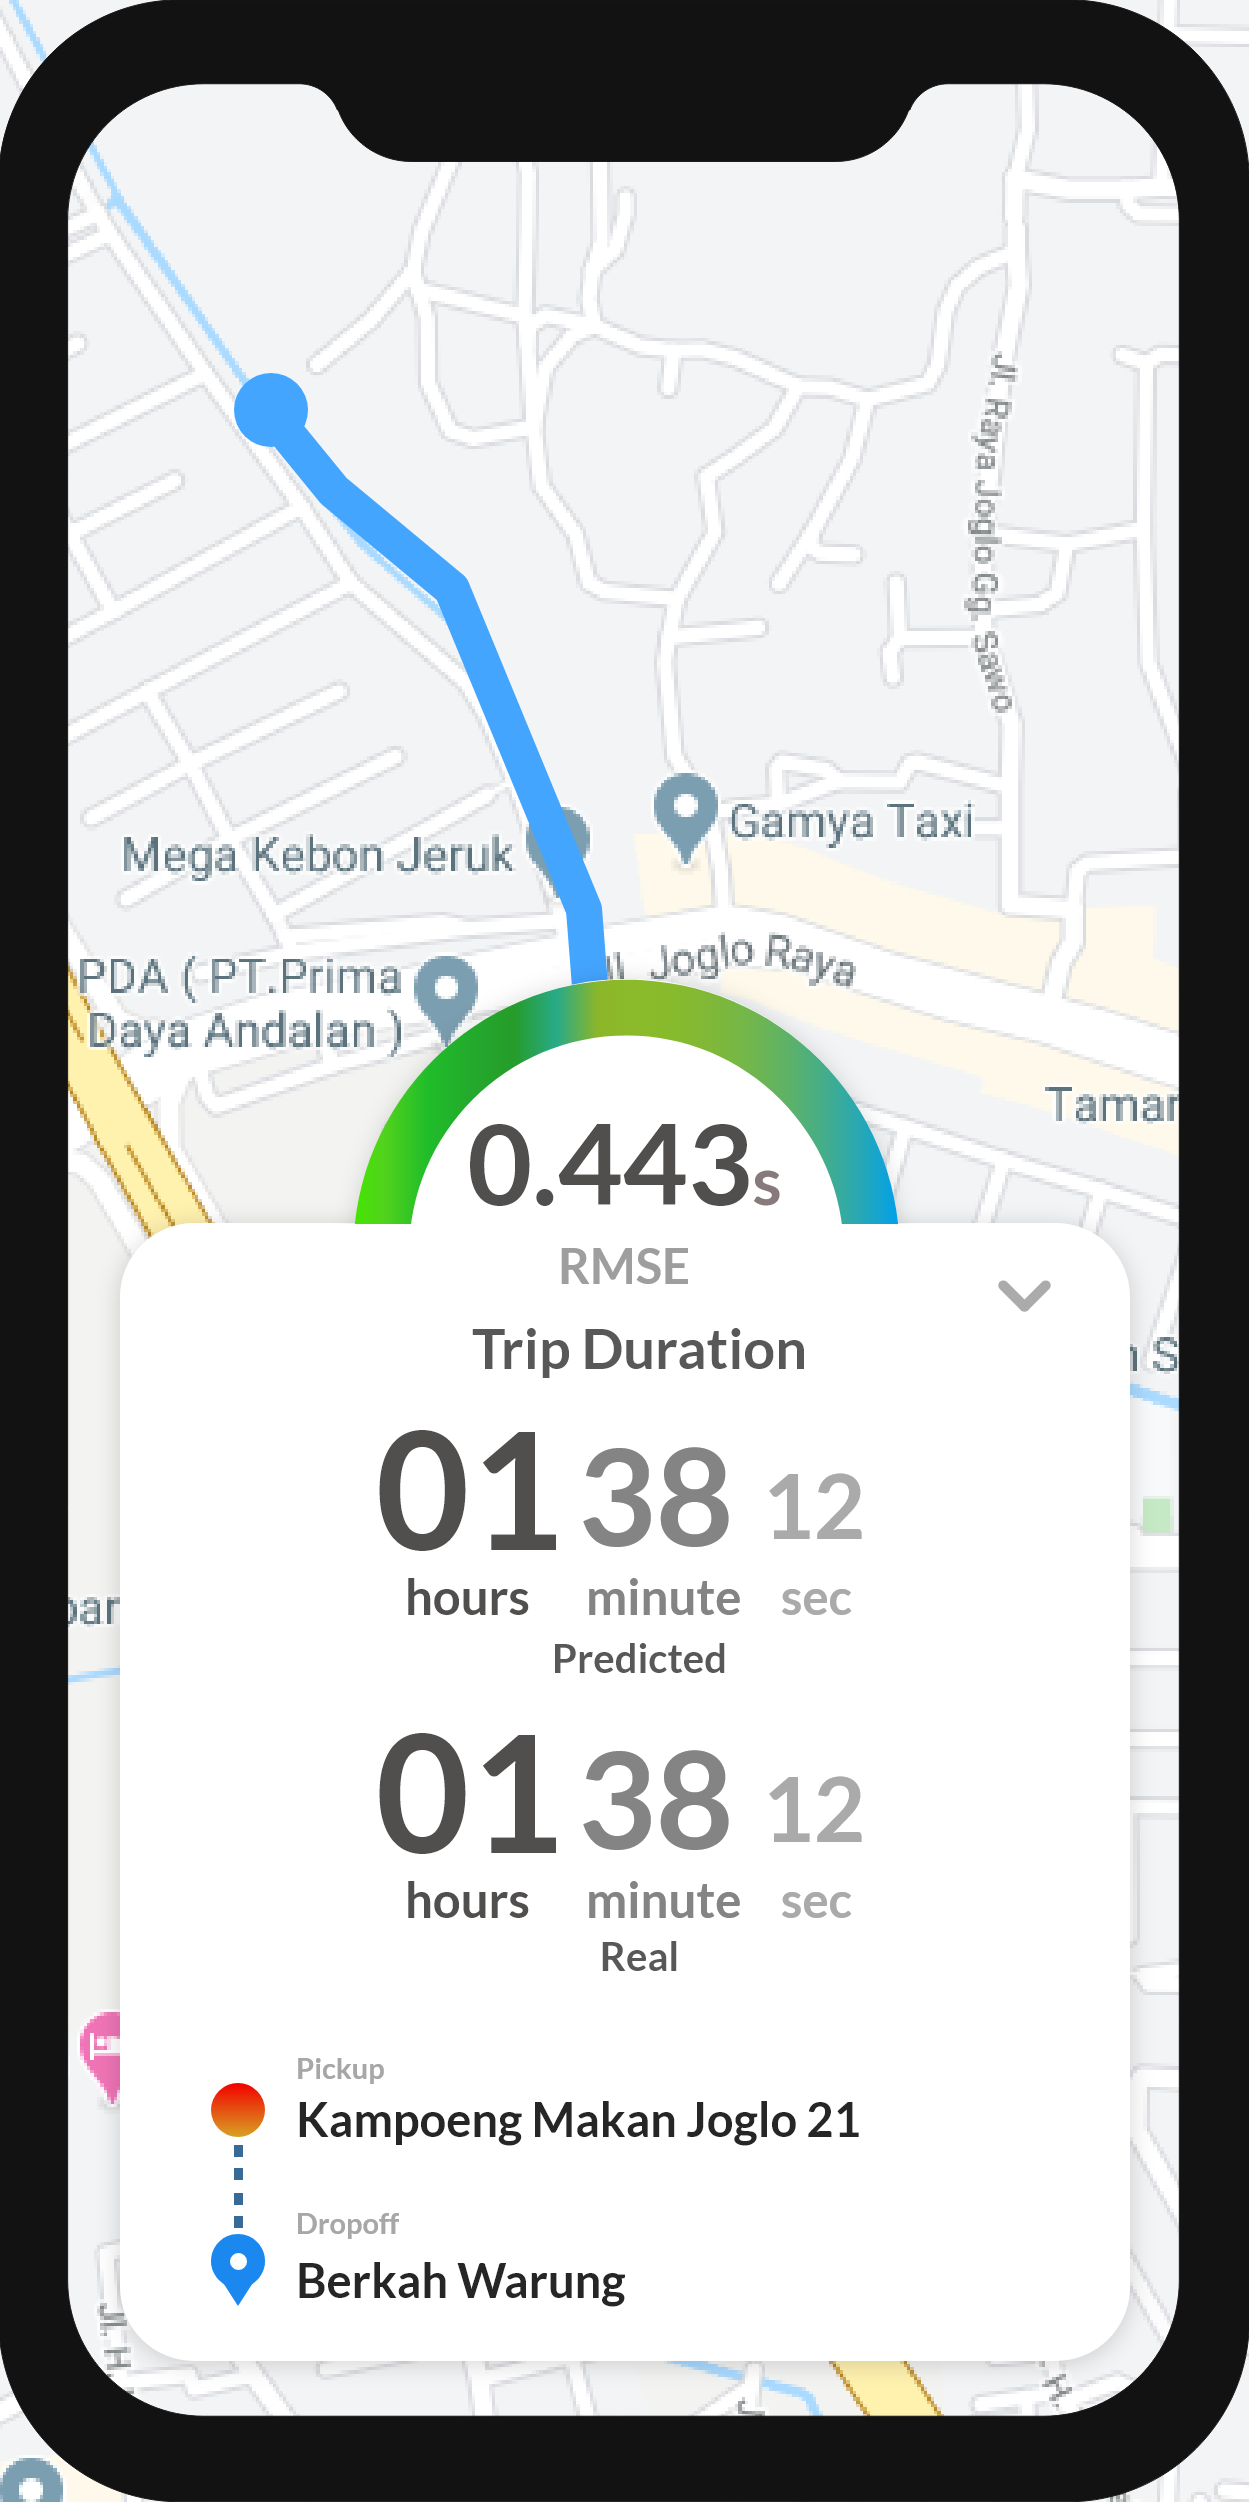 Jl. Raya Joglo Gg. Sawo
Gamya Taxi
Mega Kebon Jeruk
Joglo Raya
PDA ( PT.Prima
Daya Andalan )
Tamar
0.443s
RMSE
Trip Duration
01 38 12
hours minute sec
Predicted
01 38 12
hours minute sec
Real
Pickup
Kampoeng Makan Joglo 21
Dropoff
Berkah Warung
Jl. H